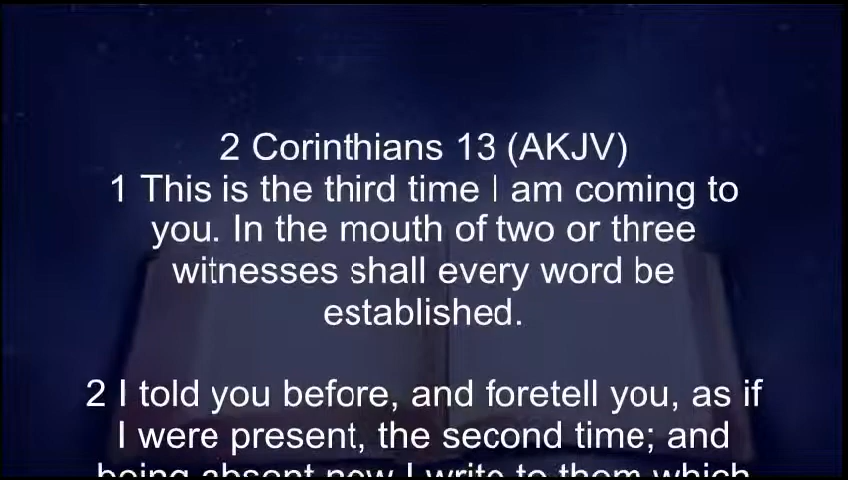 2 Corinthians 13 (AKJV)
1 This is the third time I am coming to
you. In the mouth of two or three
witnesses shall every word be
established.
2 I told you before, and foretell you, as if
I were present, the second time; and
being absent now I write to them which